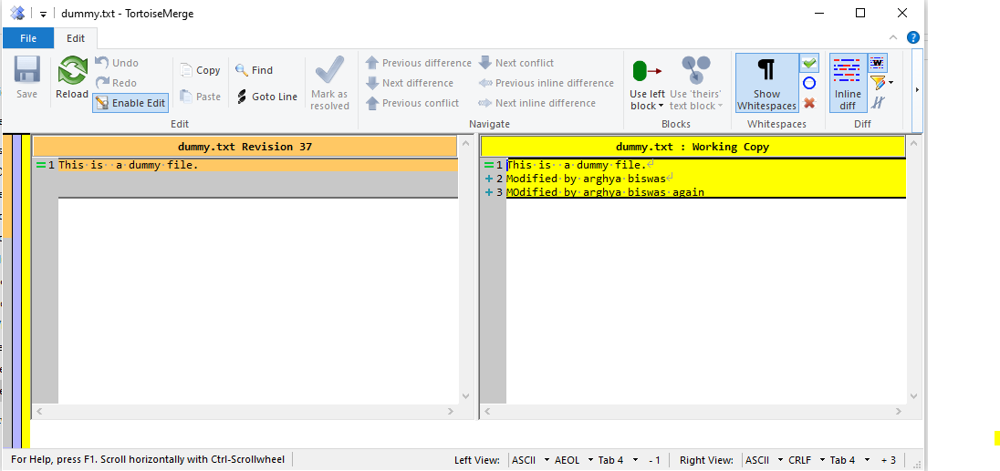 dummy.txt - TortoiseMerge
File Edit
Save
Reload
Undo
Redo
Enable Edit
Copy
Paste
Find
Goto Line
Mark as
resolved
Edit
Previous difference
Next difference
Previous conflict
Next conflict
Previous inline difference
Next inline difference
Navigate
Use left
block
Use 'theirs'
text block
Blocks
¶
Show
Whitespaces
Whitespaces
Inline
diff
Diff
dummy.txt Revision 37
1 This·is··a·dummy·file.
dummy.txt : Working Copy
1 This·is··a·dummy·file.
2 Modified·by·arghya·biswas
3 MOdified·by·arghya·biswas·again
For Help, press F1. Scroll horizontally with Ctrl-Scrollwheel
Left View: ASCII AEOL Tab 4 - 1
Right View: ASCII CRLF Tab 4 + 3